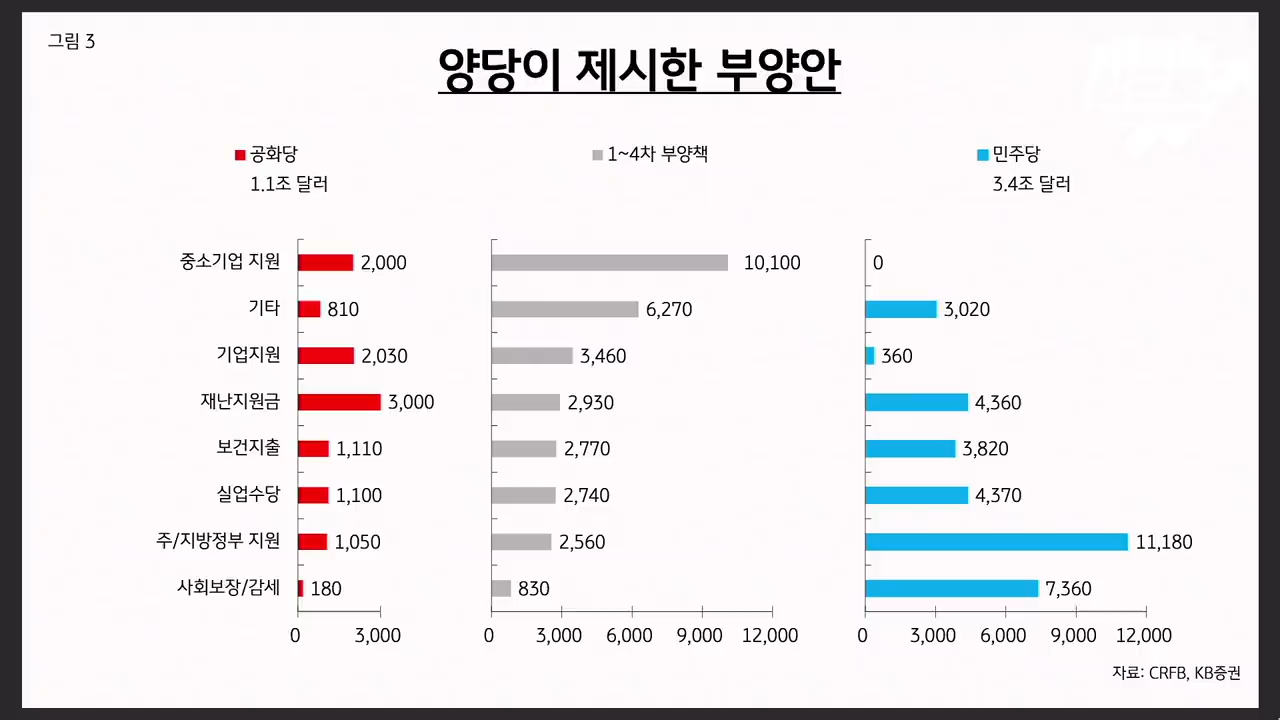 그림 3
양당이 제시한 부양안
공화당
1.1조 달러
1~4차 부양책
민주당
3.4조 달러
중소기업 지원 2,000 10,100 0
기타 810 6,270 3,020
기업지원 2,030 3,460 360
재난지원금 3,000 2,930 4,360
보건지출 1,110 2,770 3,820
실업수당 1,100 2,740 4,370
주/지방정부 지원 1,050 2,560 11,180
사회보장/감세 180 830 7,360
0 3,000 0 3,000 6,000 9,000 12,000 0 3,000 6,000 9,000 12,000
자료: CRFB, KB증권